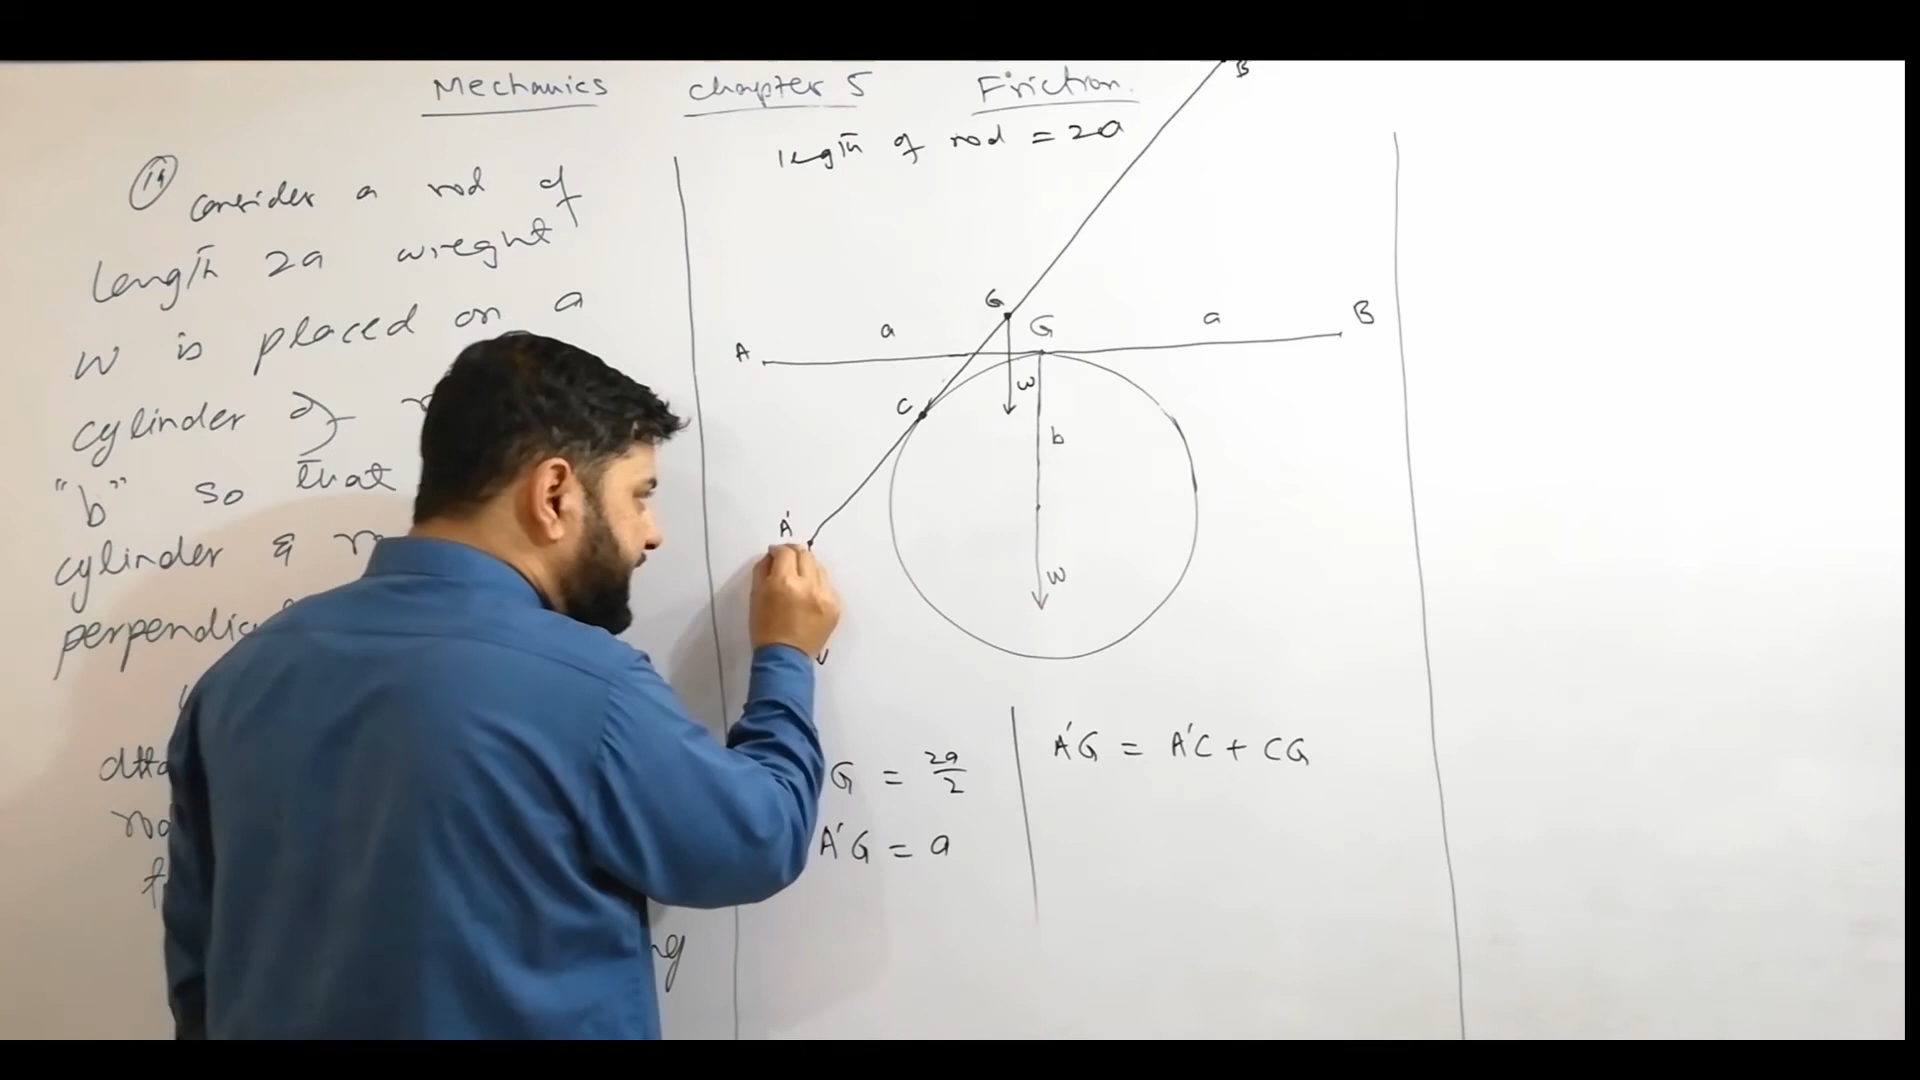 Mechanics chapter 5 Friction.
14 Consider a rod of
length 2a weight
W is placed on a
cylinder of
"b" so that
cylinder &
length of rod = 2a
B
G
a G a B
A
W
C
b
A'
W
G = 2a/2
A'G = a
A'G = A'C + CG